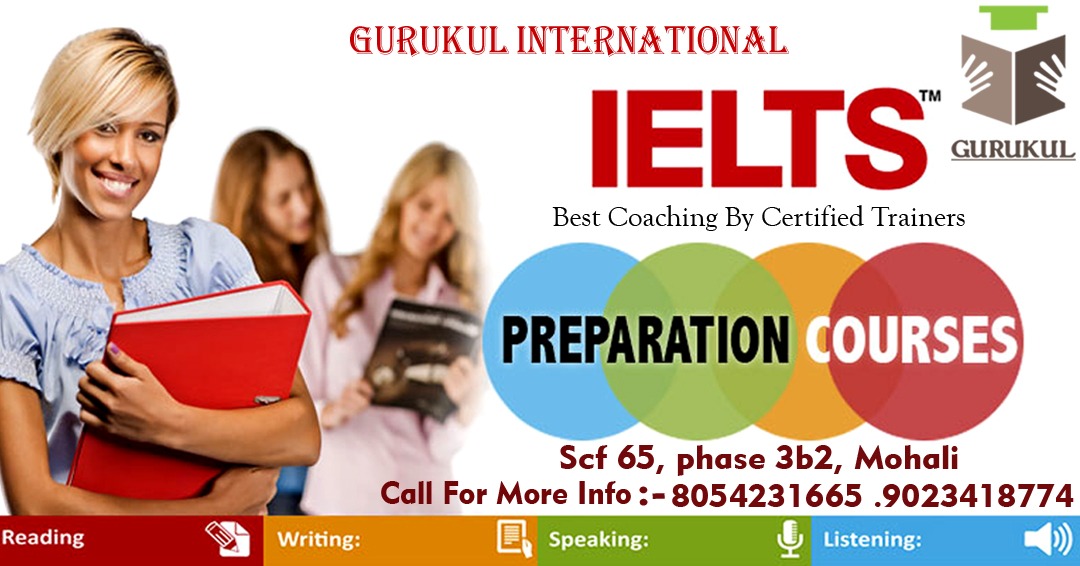 GURUKUL INTERNATIONAL
IELTS™
GURUKUL
Best Coaching By Certified Trainers
PREPARATION COURSES
Scf 65, phase 3b2, Mohali
Call For More Info :- 8054231665 .9023418774
Reading
Writing:
Speaking:
Listening: